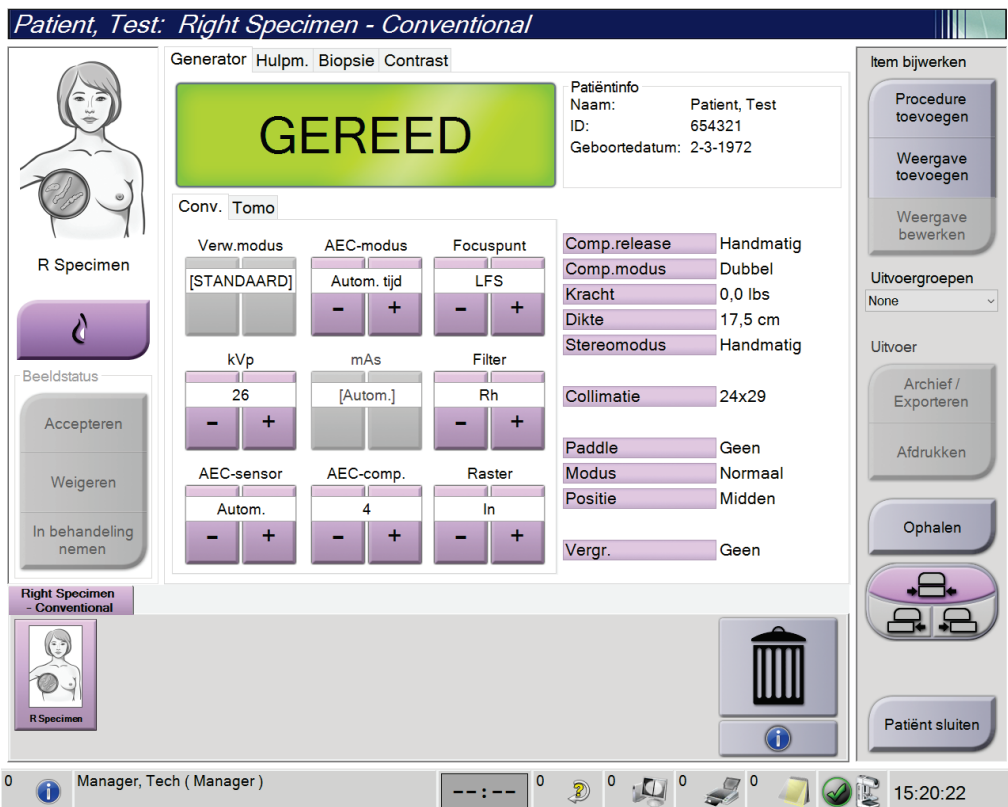 Patient, Test: Right Specimen - Conventional
Generator Hulpm. Biopsie Contrast
GEREED
Patiëntinfo
Naam: Patient, Test
ID: 654321
Geboortedatum: 2-3-1972
R Specimen
Conv. Tomo
Verw.modus AEC-modus Focuspunt
[STANDAARD] Autom. tijd LFS
- + - +
kVp mAs Filter
26 [Autom.] Rh
- + - +
AEC-sensor AEC-comp. Raster
Autom. 4 In
- + - + - +
Comp.release Handmatig
Comp.modus Dubbel
Kracht 0,0 lbs
Dikte 17,5 cm
Stereomodus Handmatig
Collimatie 24x29
Paddle Geen
Modus Normaal
Positie Midden
Vergr. Geen
Beeldstatus
Accepteren
Weigeren
In behandeling
nemen
Item bijwerken
Procedure
toevoegen
Weergave
toevoegen
Weergave
bewerken
Uitvoergroepen
None
Uitvoer
Archief /
Exporteren
Afdrukken
Ophalen
Patiënt sluiten
Right Specimen
- Conventional
R Specimen
0 Manager, Tech ( Manager ) --:-- 0 0 0 0 15:20:22